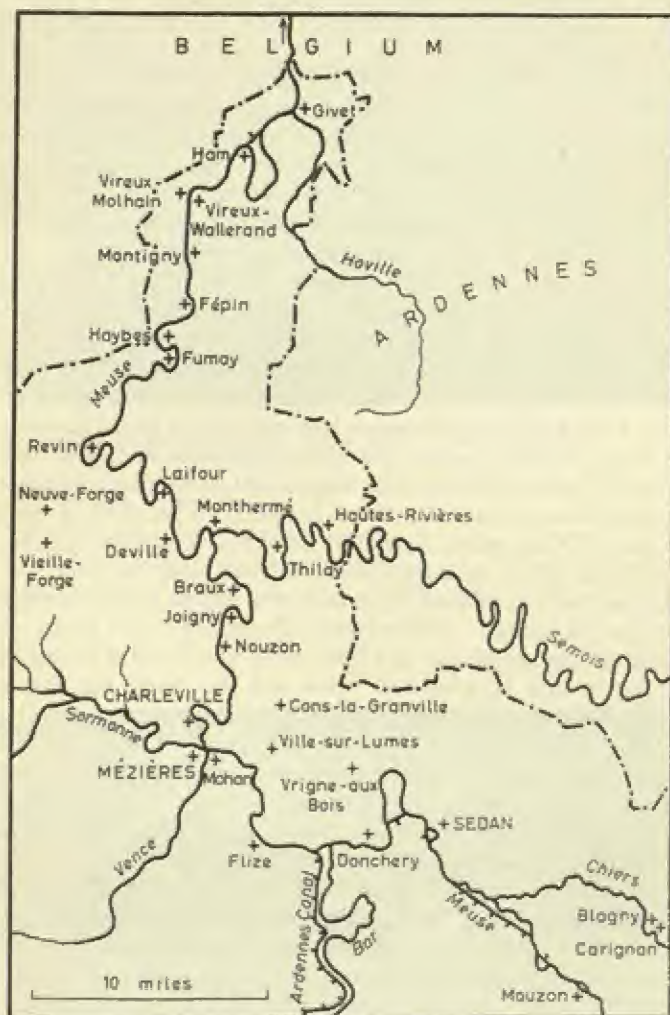 BELGIUM
Givet
Ham
Vireux-
Molhain
Vireux-
Wallerand
Montigny
Hoville
ARDENNES
Fépin
Haybes
Fumay
Meuse
Revin
Laifour
Neuve-Forge
Monthermé
Hautes-Rivières
Vieille-
Forge
Deville
Thilay
Braux
Joigny
Semois
Nouzon
CHARLEVILLE
Cons-la-Granville
Sormonne
Ville-sur-Lumes
MÉZIÈRES
Mohan
Vrigne-aux
Bois
SEDAN
Vence
Flize
Donchery
Chiers
Meuse
Ardennes Canal
Bar
Blagny
Carignan
10 miles
Mouzon